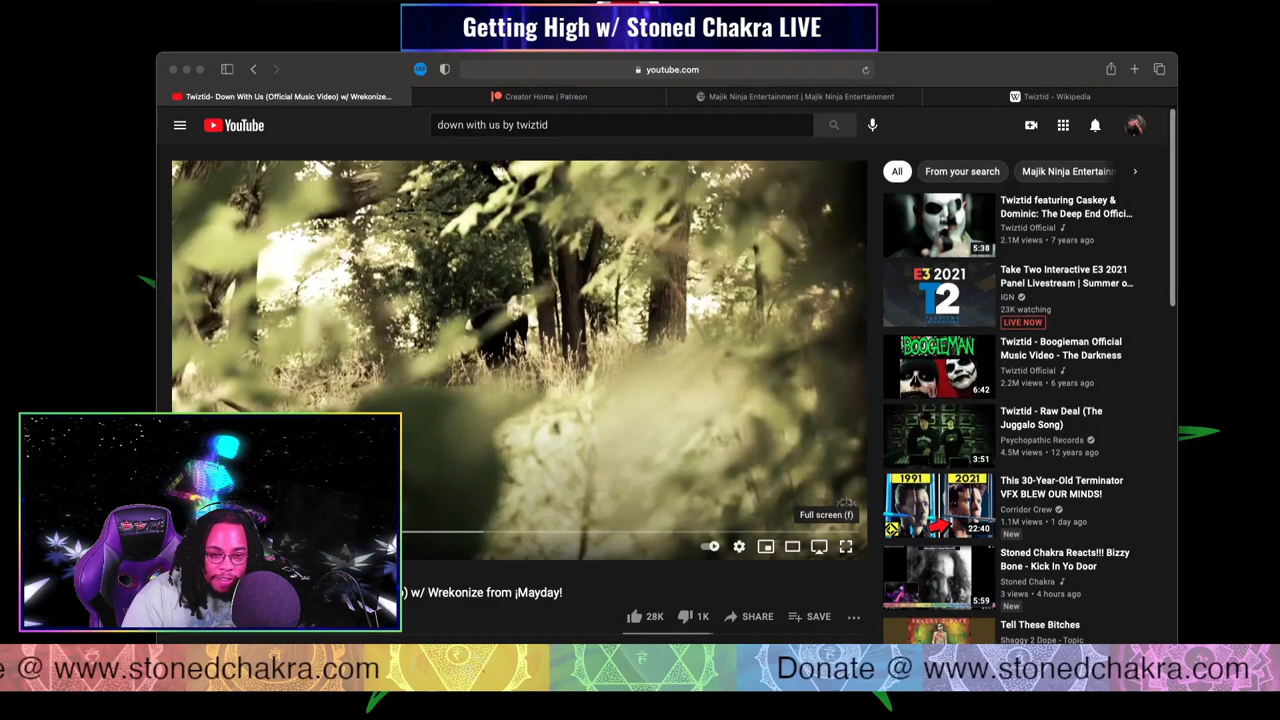 Getting High w/ Stoned Chakra LIVE
youtube.com
Twiztid- Down With Us (Official Music Video) w/ Wrekonize...
Creator Home | Patreon
Majik Ninja Entertainment | Majik Ninja Entertainment
W Twiztid - Wikipedia
YouTube
down with us by twiztid
All
From your search
Majik Ninja Entertainn
Twiztid featuring Caskey &
Dominic: The Deep End Offici...
Twiztid Official
2.1M views • 7 years ago
5:38
E3 2021
T2
Take Two Interactive E3 2021
Panel Livestream | Summer o...
IGN
23K watching
LIVE NOW
BOOGIEMAN
6:42
Twiztid - Boogieman Official
Music Video - The Darkness
Twiztid Official
2.2M views • 6 years ago
3:51
Twiztid - Raw Deal (The
Juggalo Song)
Psychopathic Records
4.5M views • 12 years ago
1991
2021
22:40
This 30-Year-Old Terminator
VFX BLEW OUR MINDS!
Corridor Crew
1.1M views • 1 day ago
New
5:59
Stoned Chakra Reacts!!! Bizzy
Bone - Kick In Yo Door
Stoned Chakra
3 views • 4 hours ago
New
SHAGGY 2 DOPE
Tell These Bitches
Shaggy 2 Dope - Topic
Full screen (f)
) w/ Wrekonize from ¡Mayday!
28K
1K
SHARE
SAVE
e @ www.stonedchakra.com
Donate @ www.stonedchakra.com